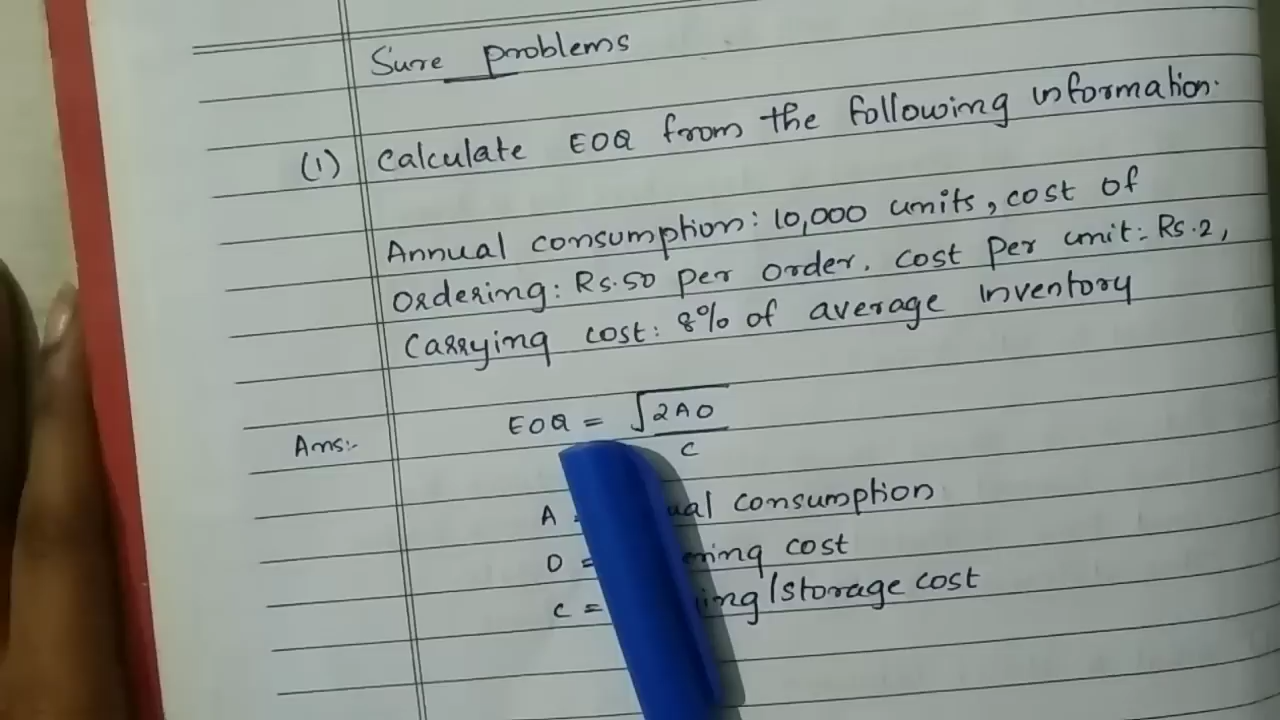 Sure problems
(1) Calculate EOQ from the following information.
Annual consumption: 10,000 units, cost of
Ordering: Rs.50 per order. cost per unit: Rs.2,
Carrying cost: 8% of average inventory
Ans:- EOQ = √2AO
C
A = ual consumption
O = ering cost
C = ing/storage cost